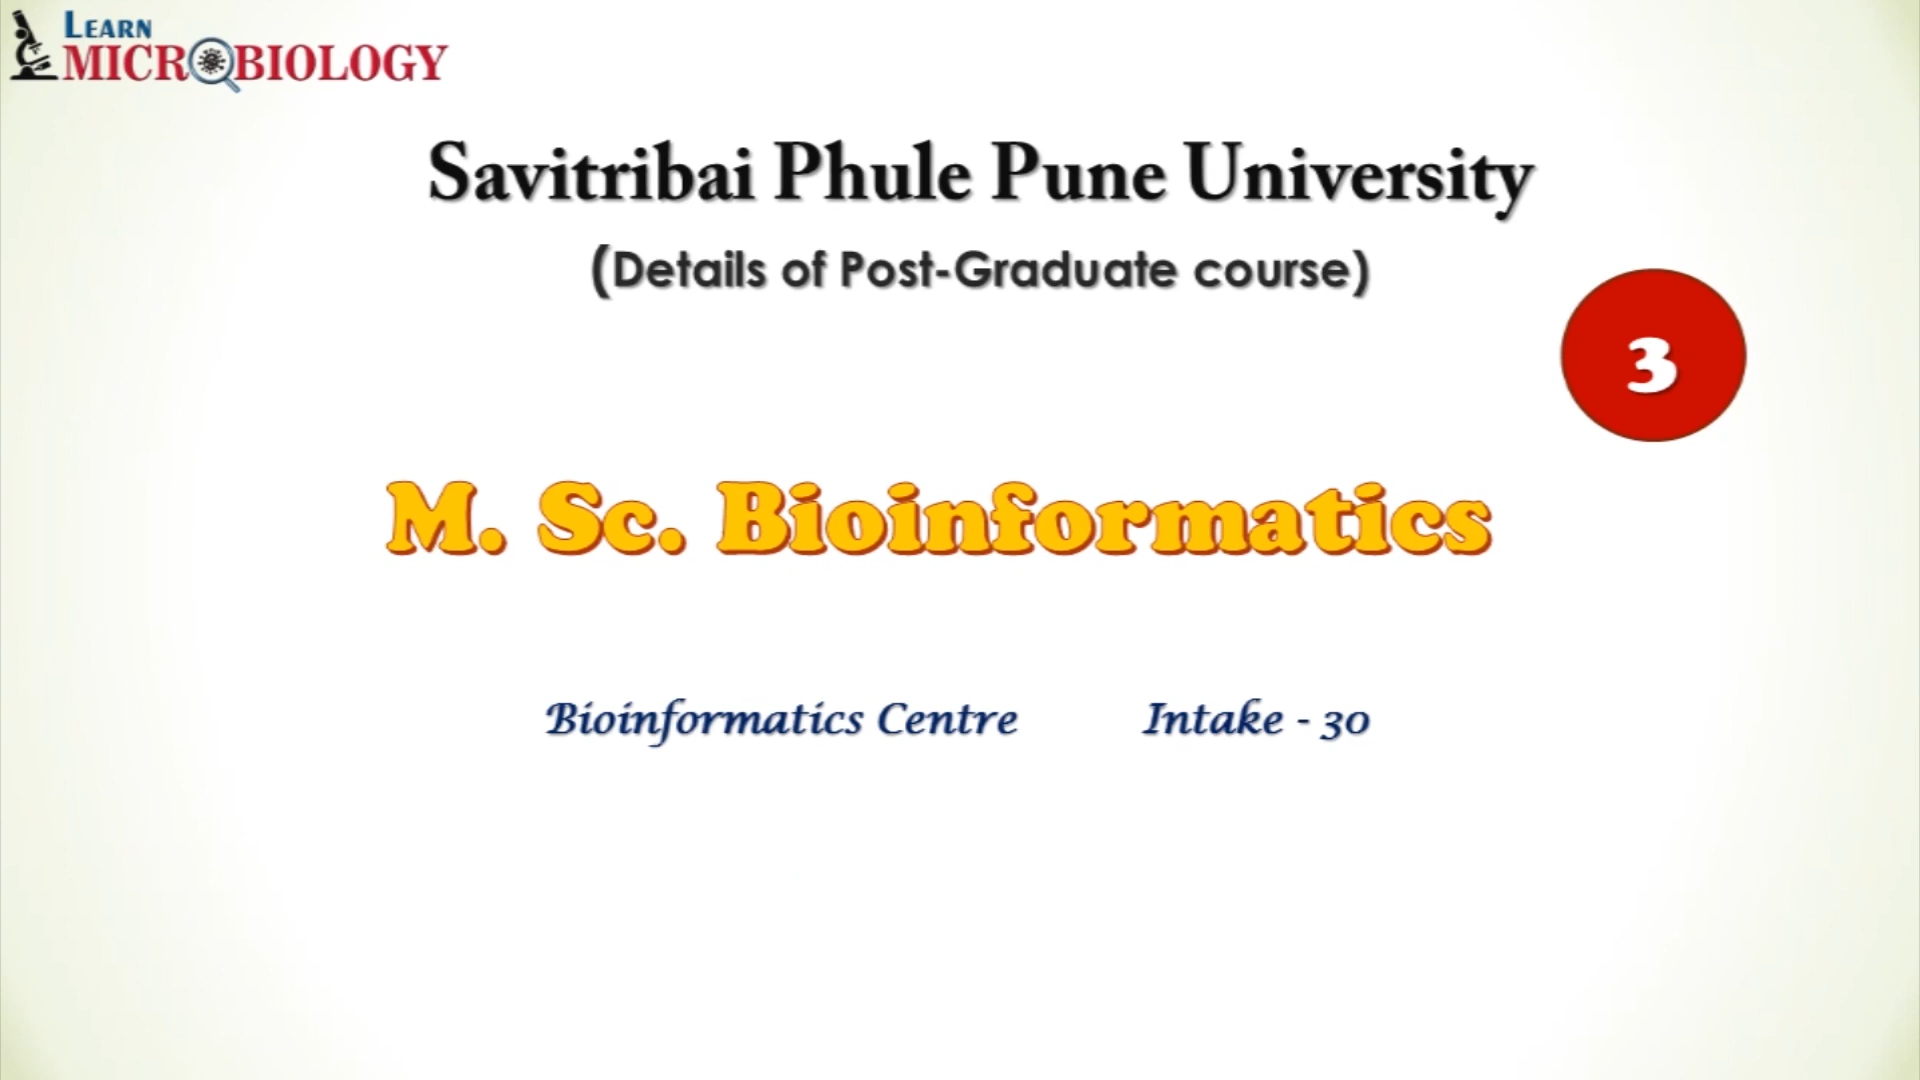 LEARN
MICROBIOLOGY
Savitribai Phule Pune University
(Details of Post-Graduate course)
3
M. Sc. Bioinformatics
Bioinformatics Centre Intake - 30